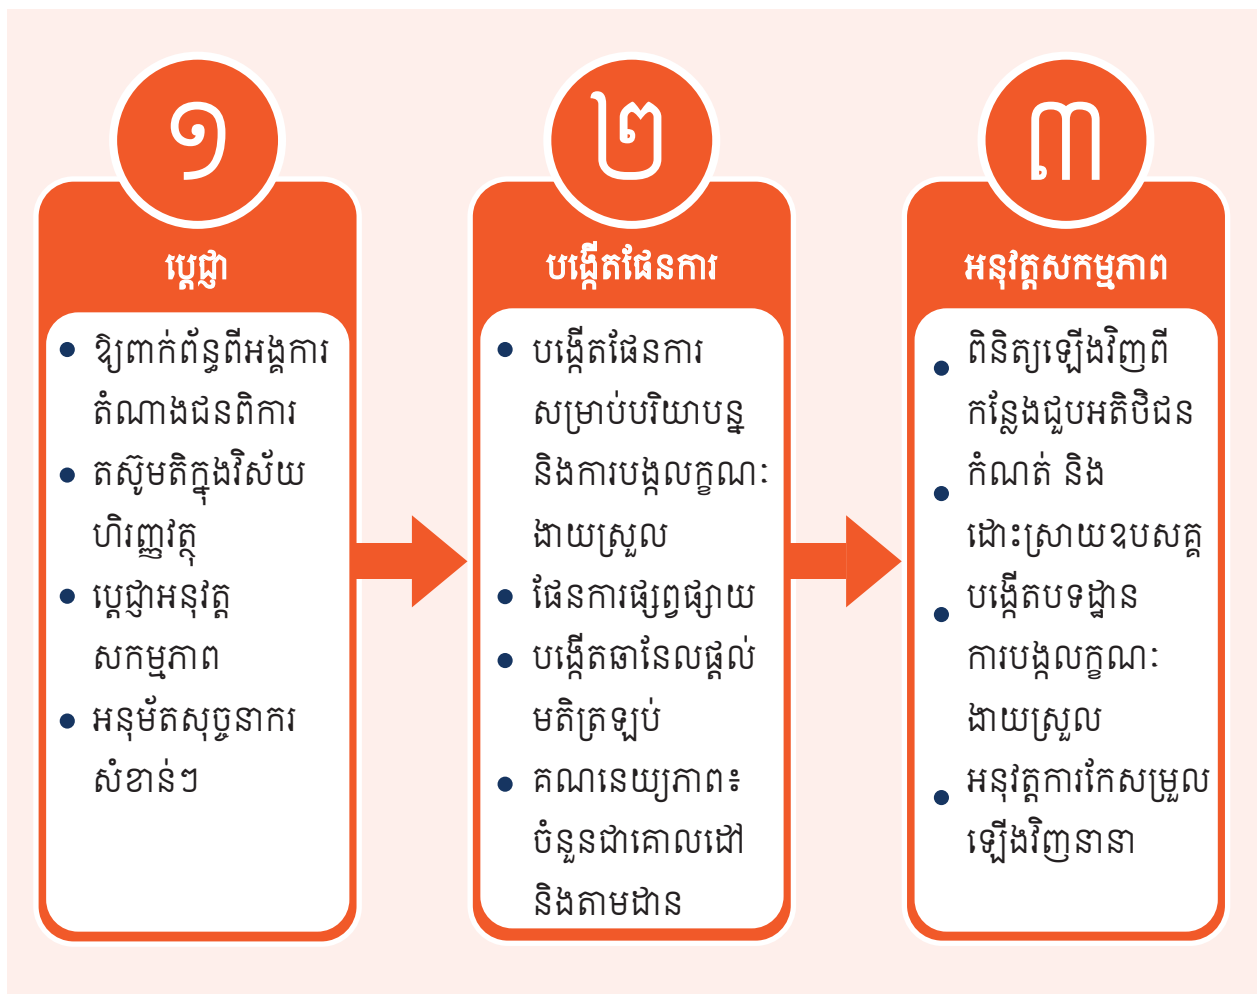 ១
ប្តេជ្ញា
ឱ្យពាក់ព័ន្ធពីអង្គការ
តំណាងជនពិការ
តស៊ូមតិក្នុងវិស័យ
ហិរញ្ញវត្ថុ
ប្តេជ្ញាអនុវត្ត
សកម្មភាព
អនុម័តសុច្ចនាករ
សំខាន់ៗ
២
បង្កើតផែនការ
បង្កើតផែនការ
សម្រាប់បរិយាបន្ន
និងការបង្កលក្ខណៈ
ងាយស្រួល
ផែនការផ្សព្វផ្សាយ
បង្កើតឆានែលផ្តល់
មតិត្រឡប់
គណនេយ្យភាព៖
ចំនួនជាគោលដៅ
និងតាមដាន
៣
អនុវត្តសកម្មភាព
ពិនិត្យឡើងវិញពី
កន្លែងជួបអតិថិជន
កំណត់ និង
ដោះស្រាយឧបសគ្គ
បង្កើតបទដ្ឋាន
ការបង្កលក្ខណៈ
ងាយស្រួល
អនុវត្តការកែសម្រួល
ឡើងវិញនានា